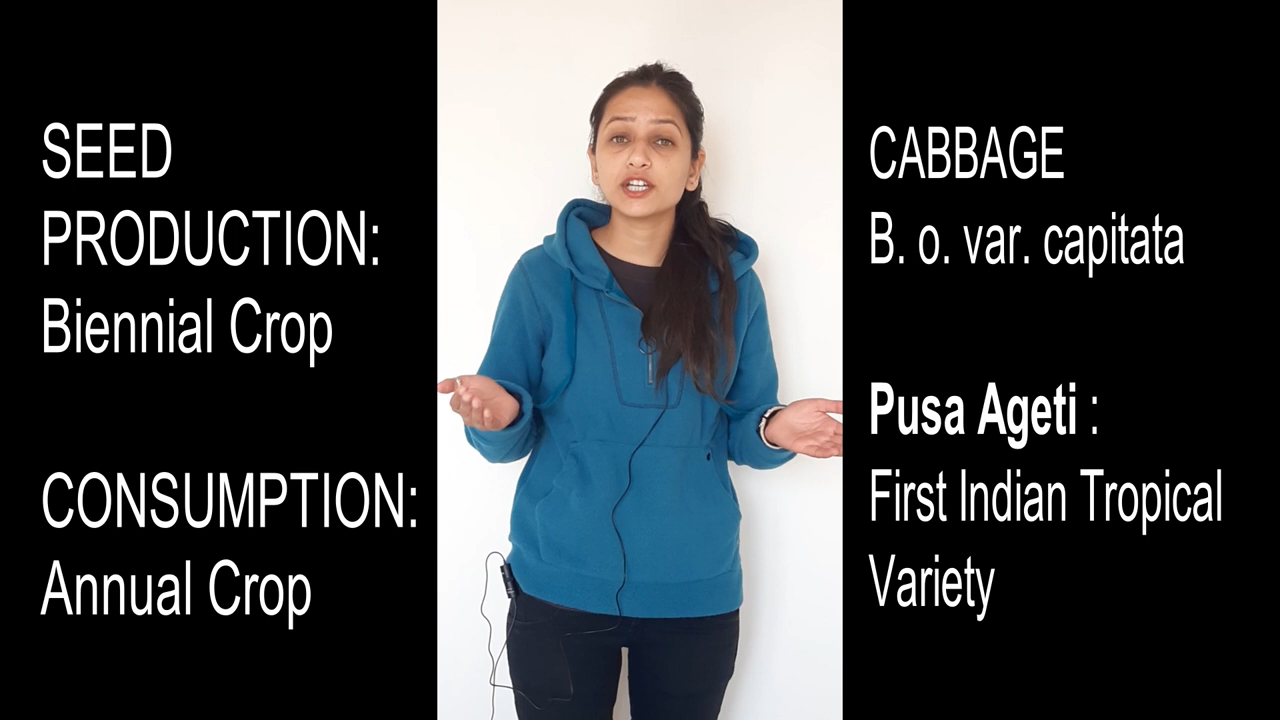 SEED
PRODUCTION:
Biennial Crop
CONSUMPTION:
Annual Crop
CABBAGE
B. o. var. capitata
Pusa Ageti :
First Indian Tropical
Variety